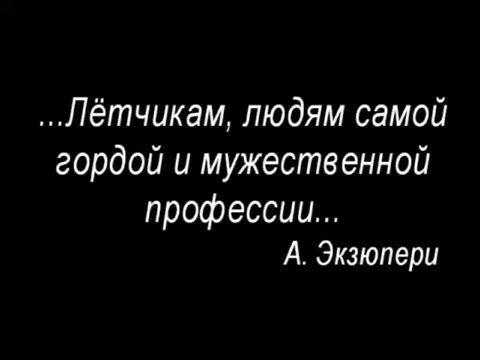 ...Лётчикам, людям самой
гордой и мужественной
профессии...
А. Экзюпери